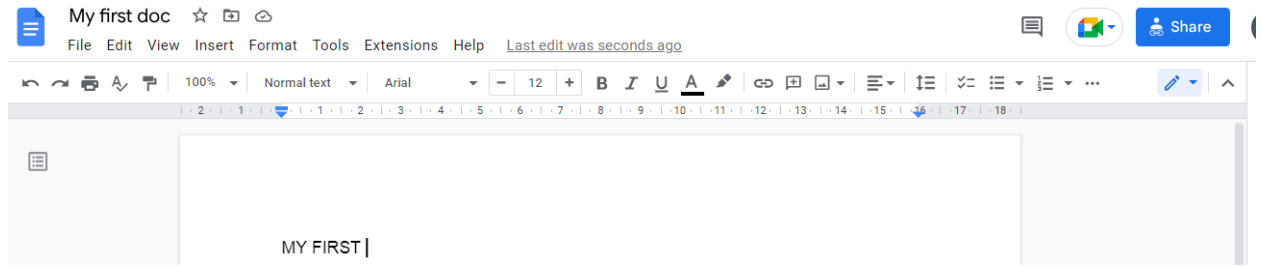 My first doc
File Edit View Insert Format Tools Extensions Help Last edit was seconds ago
Share
100% Normal text Arial − 12 + B I U A
2 1 1 2 3 4 5 6 7 8 9 10 11 12 13 14 15 16 17 18
MY FIRST